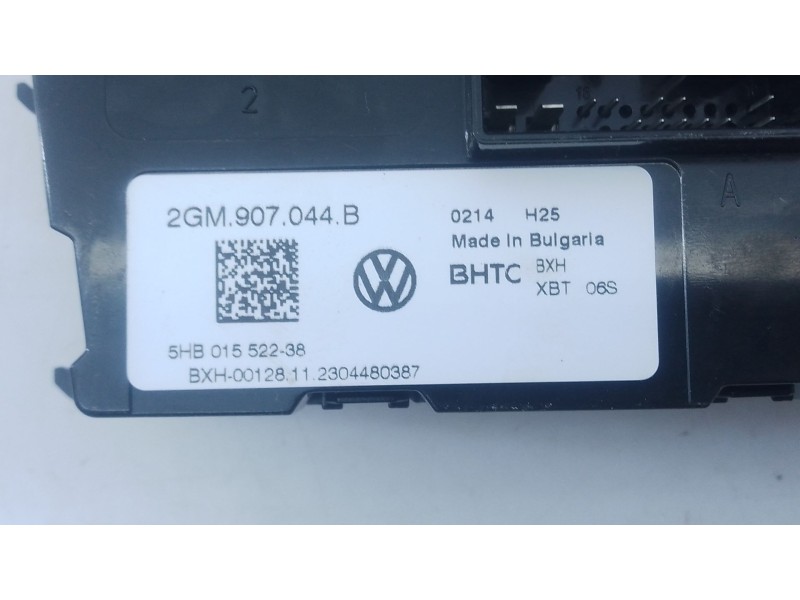 2
16
A
2GM.907.044.B
0214 H25
Made In Bulgaria
BHTC BXH
XBT 06S
5HB 015 522-38
BXH-00128.11.2304480387